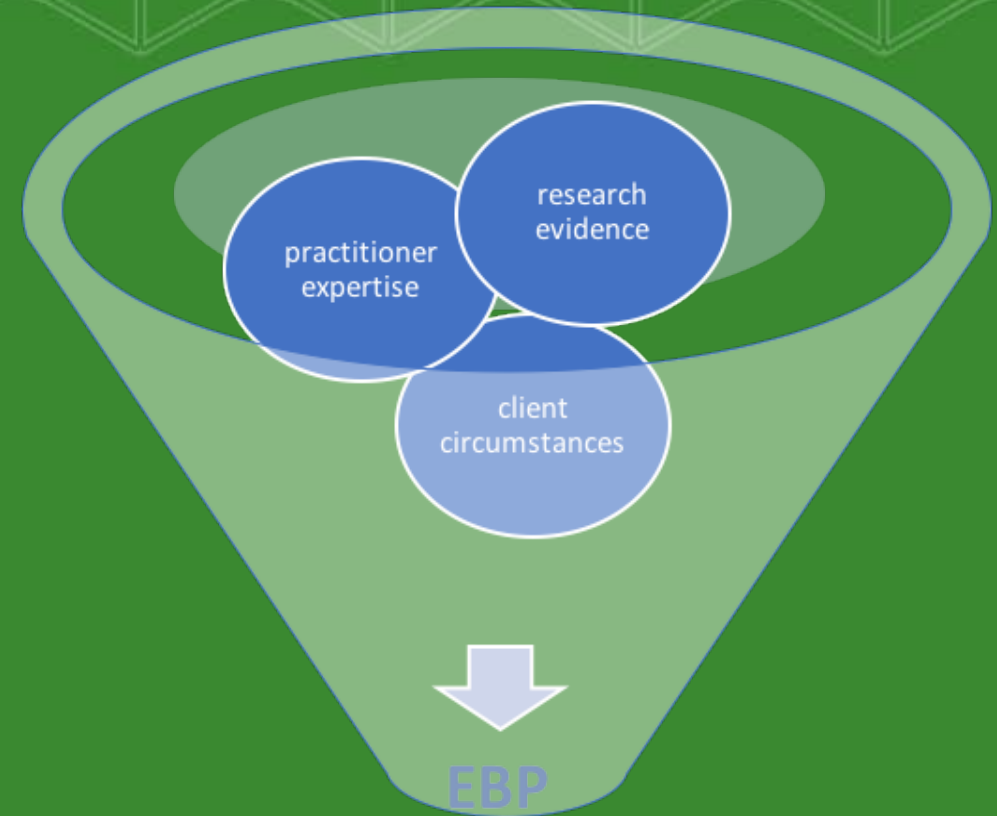 research
evidence
practitioner
expertise
client
circumstances
EBP